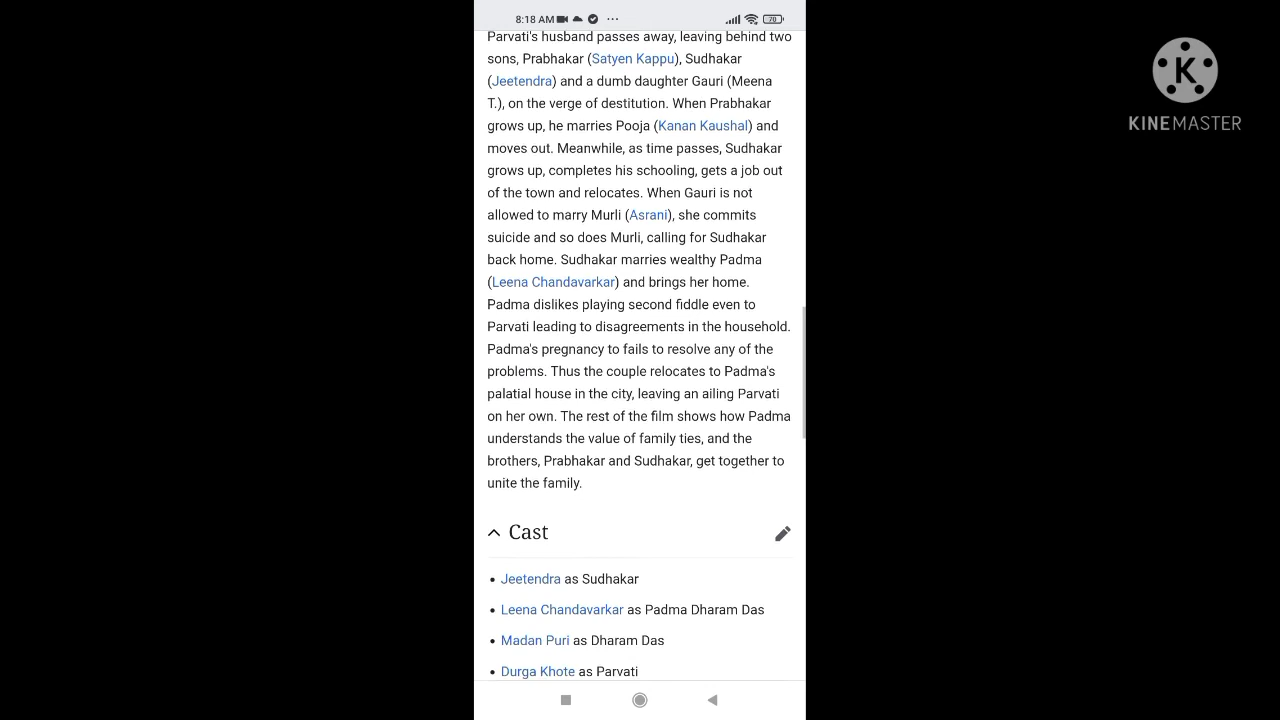 8:18 AM
70
Parvati's husband passes away, leaving behind two
sons, Prabhakar (Satyen Kappu), Sudhakar
(Jeetendra) and a dumb daughter Gauri (Meena
T.), on the verge of destitution. When Prabhakar
grows up, he marries Pooja (Kanan Kaushal) and
moves out. Meanwhile, as time passes, Sudhakar
grows up, completes his schooling, gets a job out
of the town and relocates. When Gauri is not
allowed to marry Murli (Asrani), she commits
suicide and so does Murli, calling for Sudhakar
back home. Sudhakar marries wealthy Padma
(Leena Chandavarkar) and brings her home.
Padma dislikes playing second fiddle even to
Parvati leading to disagreements in the household.
Padma's pregnancy to fails to resolve any of the
problems. Thus the couple relocates to Padma's
palatial house in the city, leaving an ailing Parvati
on her own. The rest of the film shows how Padma
understands the value of family ties, and the
brothers, Prabhakar and Sudhakar, get together to
unite the family.
Cast
• Jeetendra as Sudhakar
• Leena Chandavarkar as Padma Dharam Das
• Madan Puri as Dharam Das
• Durga Khote as Parvati
K
KINEMASTER